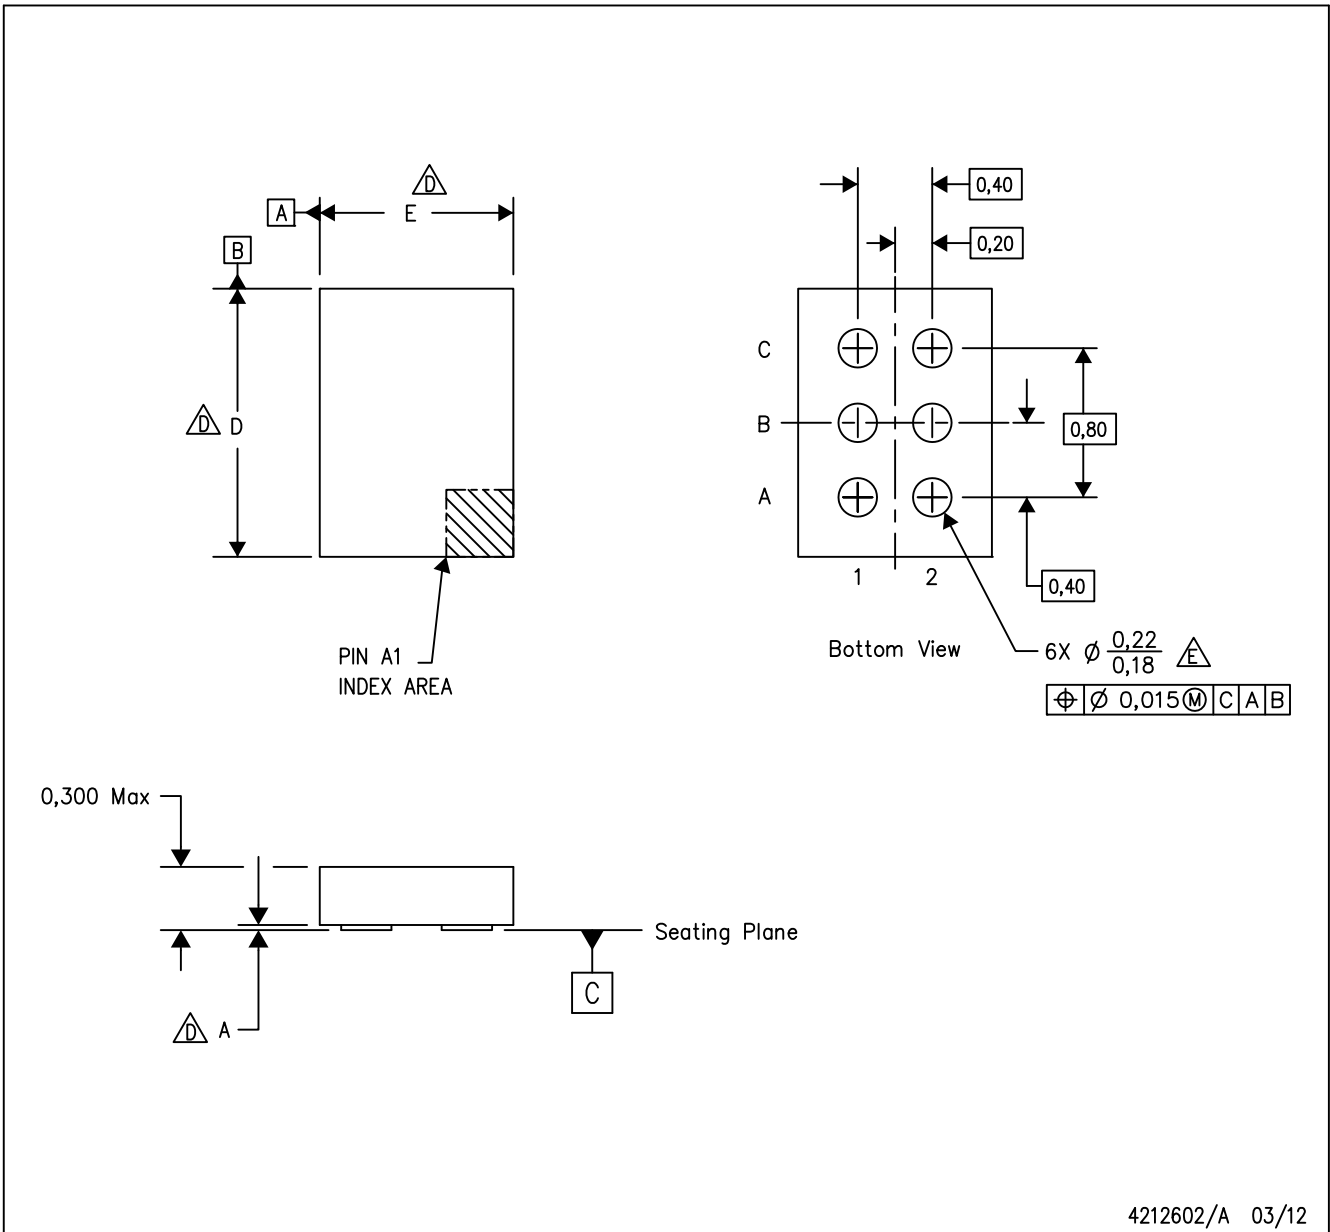 D
A
E
B
D
D
PIN A1
INDEX AREA
0,40
0,20
C
B
A
0,80
1
2
0,40
Bottom View
6X Ø 0,22
0,18
E
⌖ Ø 0,015Ⓜ C A B
0,300 Max
Seating Plane
C
D
A
4212602/A 03/12